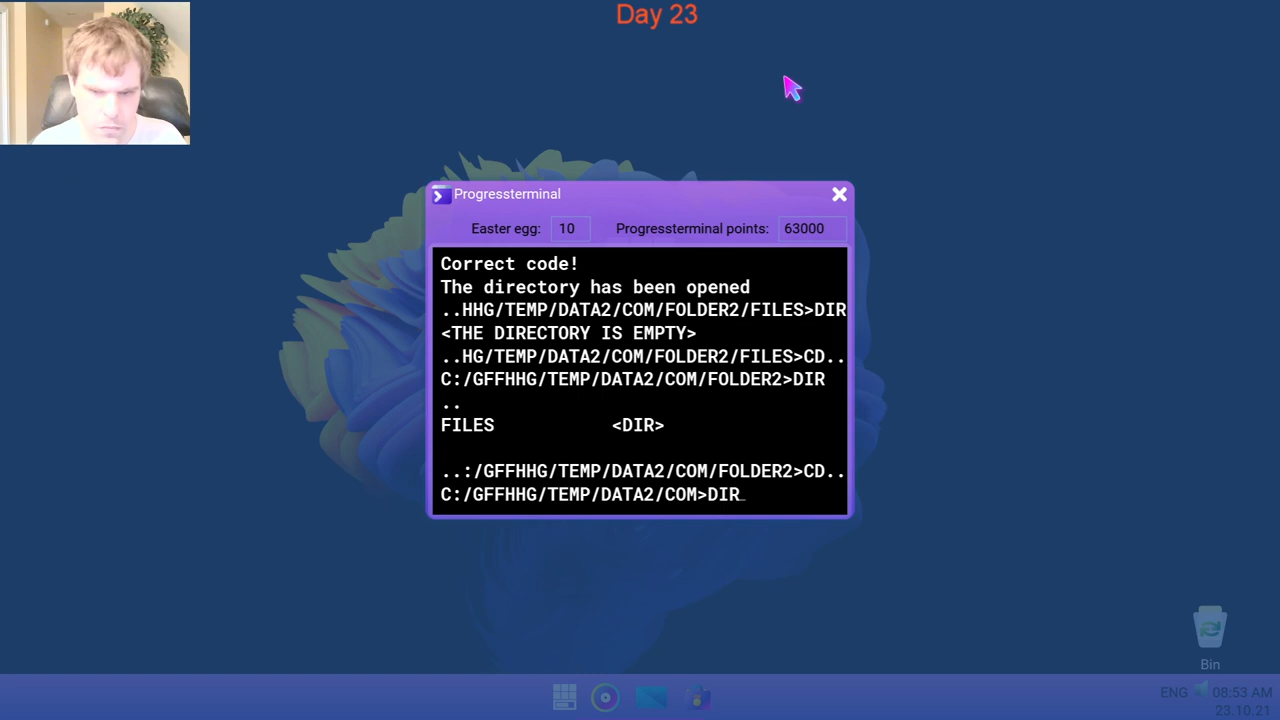 Day 23
Progressterminal
Easter egg: 10 Progressterminal points: 63000
Correct code!
The directory has been opened
..HHG/TEMP/DATA2/COM/FOLDER2/FILES>DIR
<THE DIRECTORY IS EMPTY>
..HG/TEMP/DATA2/COM/FOLDER2/FILES>CD..
C:/GFFHHG/TEMP/DATA2/COM/FOLDER2>DIR
..
FILES <DIR>
..:/GFFHHG/TEMP/DATA2/COM/FOLDER2>CD..
C:/GFFHHG/TEMP/DATA2/COM>DIR_
Bin
ENG 08:53 AM
23.10.21